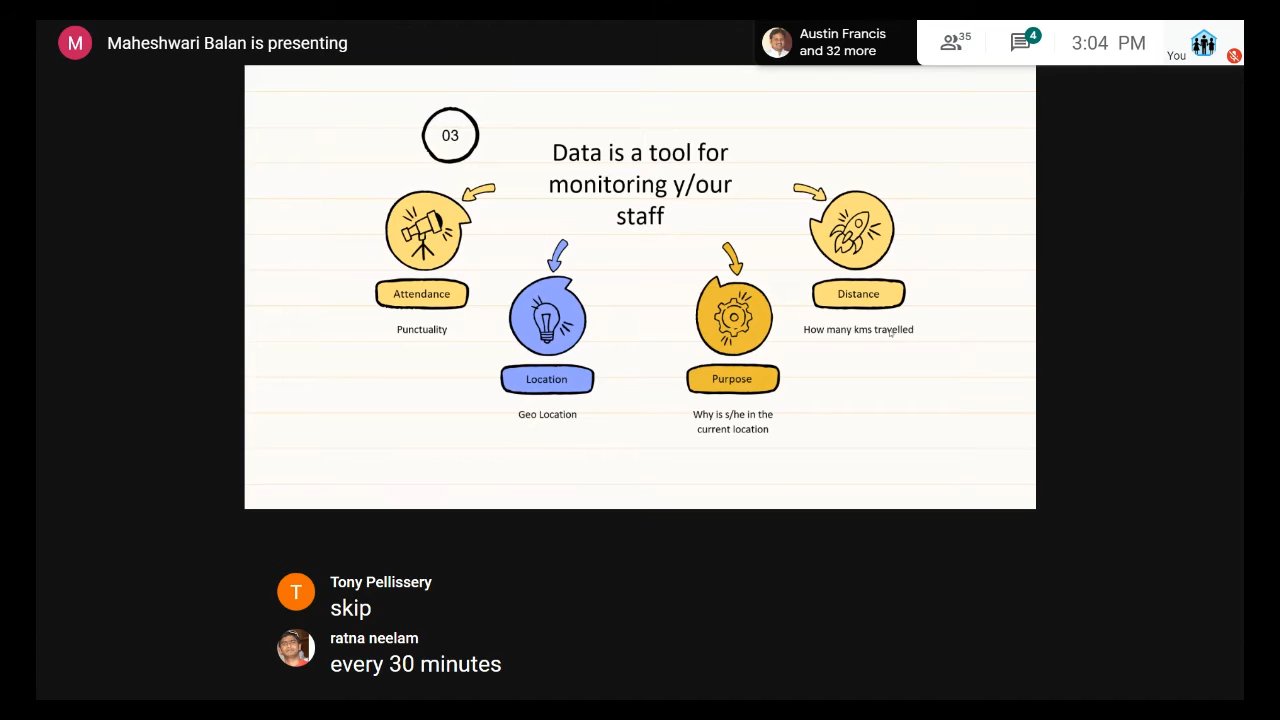 M
Maheshwari Balan is presenting
Austin Francis
and 32 more
35
4
3:04 PM
You
03
Data is a tool for
monitoring y/our
staff
Attendance
Punctuality
Location
Geo Location
Purpose
Why is s/he in the
current location
Distance
How many kms travelled
T
Tony Pellissery
skip
ratna neelam
every 30 minutes